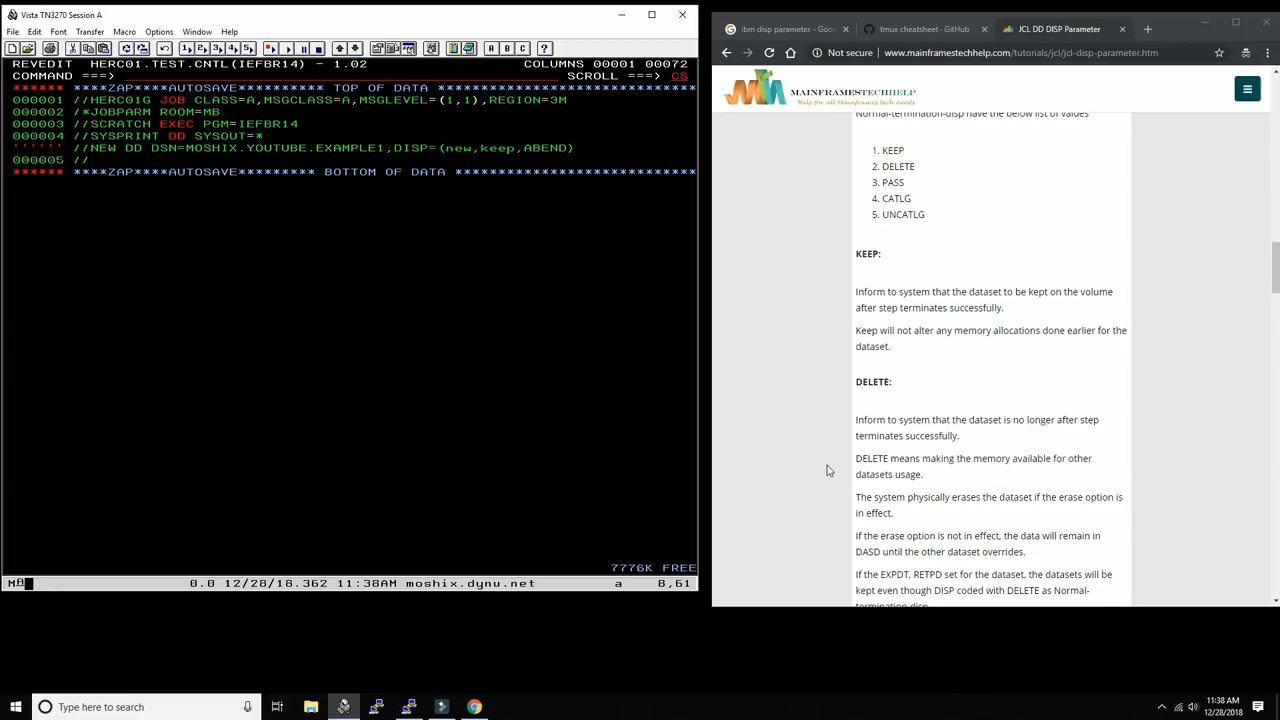 Vista TN3270 Session A
File Edit Font Transfer Macro Options Window Help
REVEDIT HERC01.TEST.CNTL(IEFBR14) - 1.02 COLUMNS 00001 00072
COMMAND ===> SCROLL ===> CS
****** ****ZAP****AUTOSAVE********** TOP OF DATA *****************************
000001 //HERC01G JOB CLASS=A,MSGCLASS=A,MSGLEVEL=(1,1),REGION=3M
000002 /*JOBPARM ROOM=MB
000003 //SCRATCH EXEC PGM=IEFBR14
000004 //SYSPRINT DD SYSOUT=*
'''''' //NEW DD DSN=MOSHIX.YOUTUBE.EXAMPLE1,DISP=(new,keep,ABEND)
000005 //
****** ****ZAP****AUTOSAVE********** BOTTOM OF DATA ***************************
7776K FREE
0.0 12/28/18.362 11:38AM moshix.dynu.net a 8,61
ibm disp parameter - Goo
tmux cheatsheet · GitHub
JCL DD DISP Parameter
Not secure www.mainframestechhelp.com/tutorials/jcl/jcl-disp-parameter.htm
MAINFRAMESTECHHELP
Help for all Mainframes tech needs
Normal-termination-disp have the below list of values
1. KEEP
2. DELETE
3. PASS
4. CATLG
5. UNCATLG
KEEP:
Inform to system that the dataset to be kept on the volume
after step terminates successfully.
Keep will not alter any memory allocations done earlier for the
dataset.
DELETE:
Inform to system that the dataset is no longer after step
terminates successfully.
DELETE means making the memory available for other
datasets usage.
The system physically erases the dataset if the erase option is
in effect.
If the erase option is not in effect, the data will remain in
DASD until the other dataset overrides.
If the EXPDT, RETPD set for the dataset, the datasets will be
kept even though DISP coded with DELETE as Normal-
termination-disp.
Type here to search
11:38 AM
12/28/2018